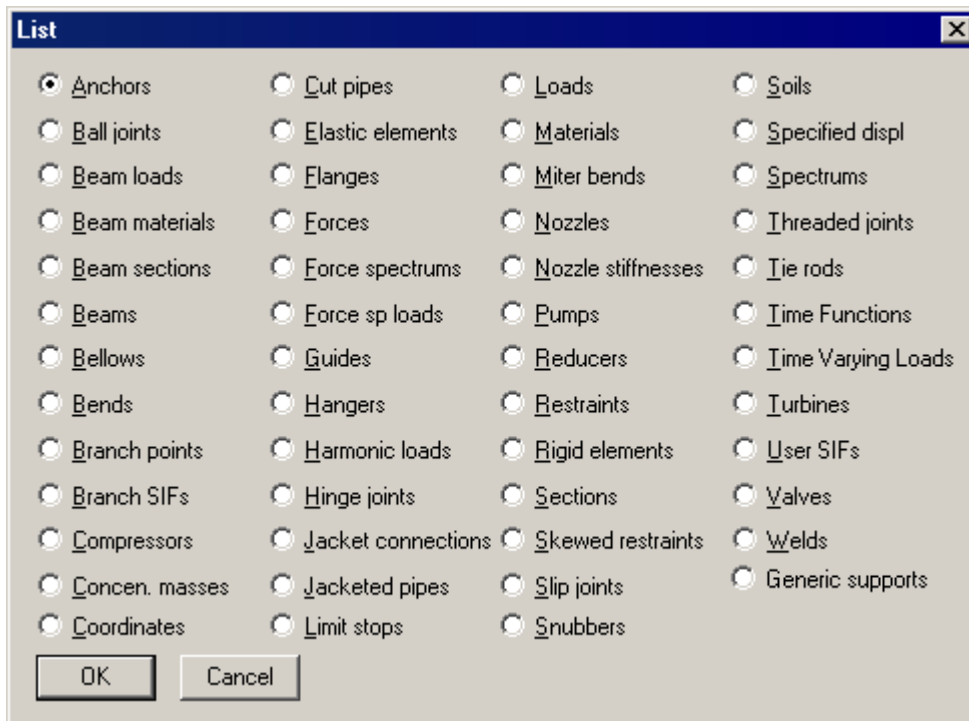 List
Anchors
Ball joints
Beam loads
Beam materials
Beam sections
Beams
Bellows
Bends
Branch points
Branch SIFs
Compressors
Concen. masses
Coordinates
Cut pipes
Elastic elements
Flanges
Forces
Force spectrums
Force sp loads
Guides
Hangers
Harmonic loads
Hinge joints
Jacket connections
Jacketed pipes
Limit stops
Loads
Materials
Miter bends
Nozzles
Nozzle stiffnesses
Pumps
Reducers
Restraints
Rigid elements
Sections
Skewed restraints
Slip joints
Snubbers
Soils
Specified displ
Spectrums
Threaded joints
Tie rods
Time Functions
Time Varying Loads
Turbines
User SIFs
Valves
Welds
Generic supports
OK
Cancel